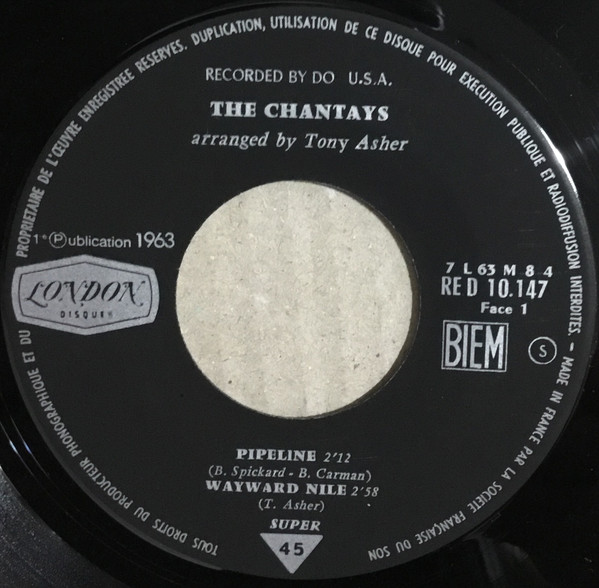 TOUS DROITS DU PRODUCTEUR PHONOGRAPHIQUE ET DU PROPRIETAIRE DE L'ŒUVRE ENREGISTREE RESERVES. DUPLICATION, UTILISATION DE CE DISQUE POUR EXECUTION PUBLIQUE ET RADIODIFFUSION INTERDITES. - MADE IN FRANCE PAR LA SOCIETE FRANÇAISE DU SON
RECORDED BY DO U.S.A.
THE CHANTAYS
arranged by Tony Asher
1e Ⓟublication 1963
LONDON
DISQUES
7 L 63 M 8 4
RE D 10.147
Face 1
BIEM
S
PIPELINE 2'12
(B. Spickard - B. Carman)
WAYWARD NILE 2'58
(T. Asher)
SUPER
45